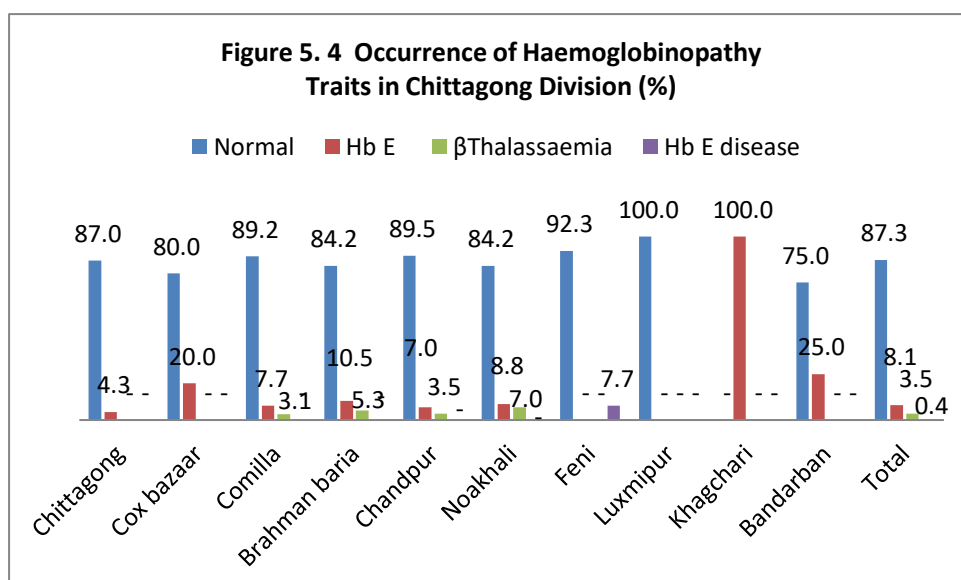 Figure 5. 4 Occurrence of Haemoglobinopathy
Traits in Chittagong Division (%)
Normal Hb E βThalassaemia Hb E disease
87.0 4.3 - -
80.0 20.0 - -
89.2 7.7 3.1
84.2 10.5 5.3
89.5 7.0 3.5 -
84.2 8.8 7.0 -
92.3 - - 7.7
100.0 - - -
- 100.0 - -
75.0 25.0 - -
87.3 8.1 3.5 0.4
Chittagong
Cox bazaar
Comilla
Brahman baria
Chandpur
Noakhali
Feni
Luxmipur
Khagchari
Bandarban
Total